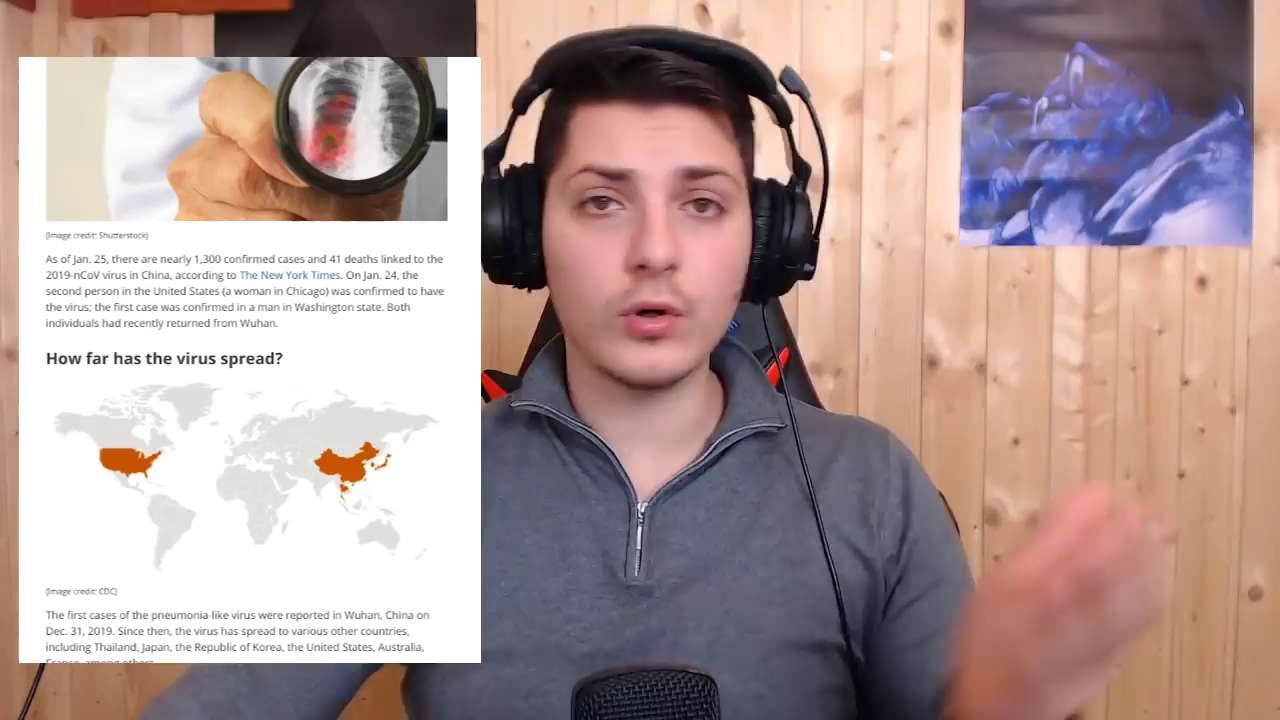 (Image credit: Shutterstock)
As of Jan. 25, there are nearly 1,300 confirmed cases and 41 deaths linked to the
2019-nCoV virus in China, according to The New York Times. On Jan. 24, the
second person in the United States (a woman in Chicago) was confirmed to have
the virus; the first case was confirmed in a man in Washington state. Both
individuals had recently returned from Wuhan.
How far has the virus spread?
(Image credit: CDC)
The first cases of the pneumonia-like virus were reported in Wuhan, China on
Dec. 31, 2019. Since then, the virus has spread to various other countries,
including Thailand, Japan, the Republic of Korea, the United States, Australia,
France, among others.